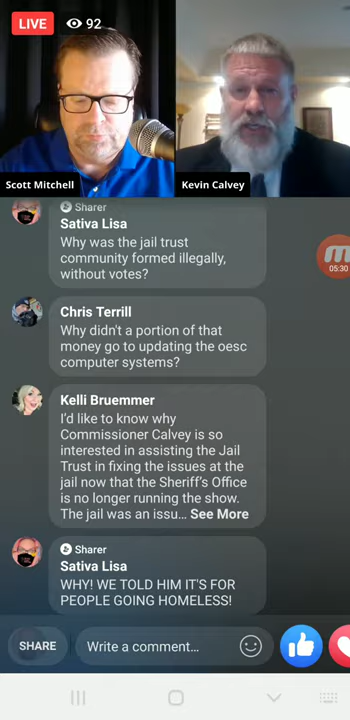 LIVE 92
Scott Mitchell
Kevin Calvey
Sharer
Sativa Lisa
Why was the jail trust
community formed illegally,
without votes?
05:30
Chris Terrill
Why didn't a portion of that
money go to updating the oesc
computer systems?
Kelli Bruemmer
I'd like to know why
Commissioner Calvey is so
interested in assisting the Jail
Trust in fixing the issues at the
jail now that the Sheriff's Office
is no longer running the show.
The jail was an issu... See More
Sharer
Sativa Lisa
WHY! WE TOLD HIM IT'S FOR
PEOPLE GOING HOMELESS!
SHARE
Write a comment...